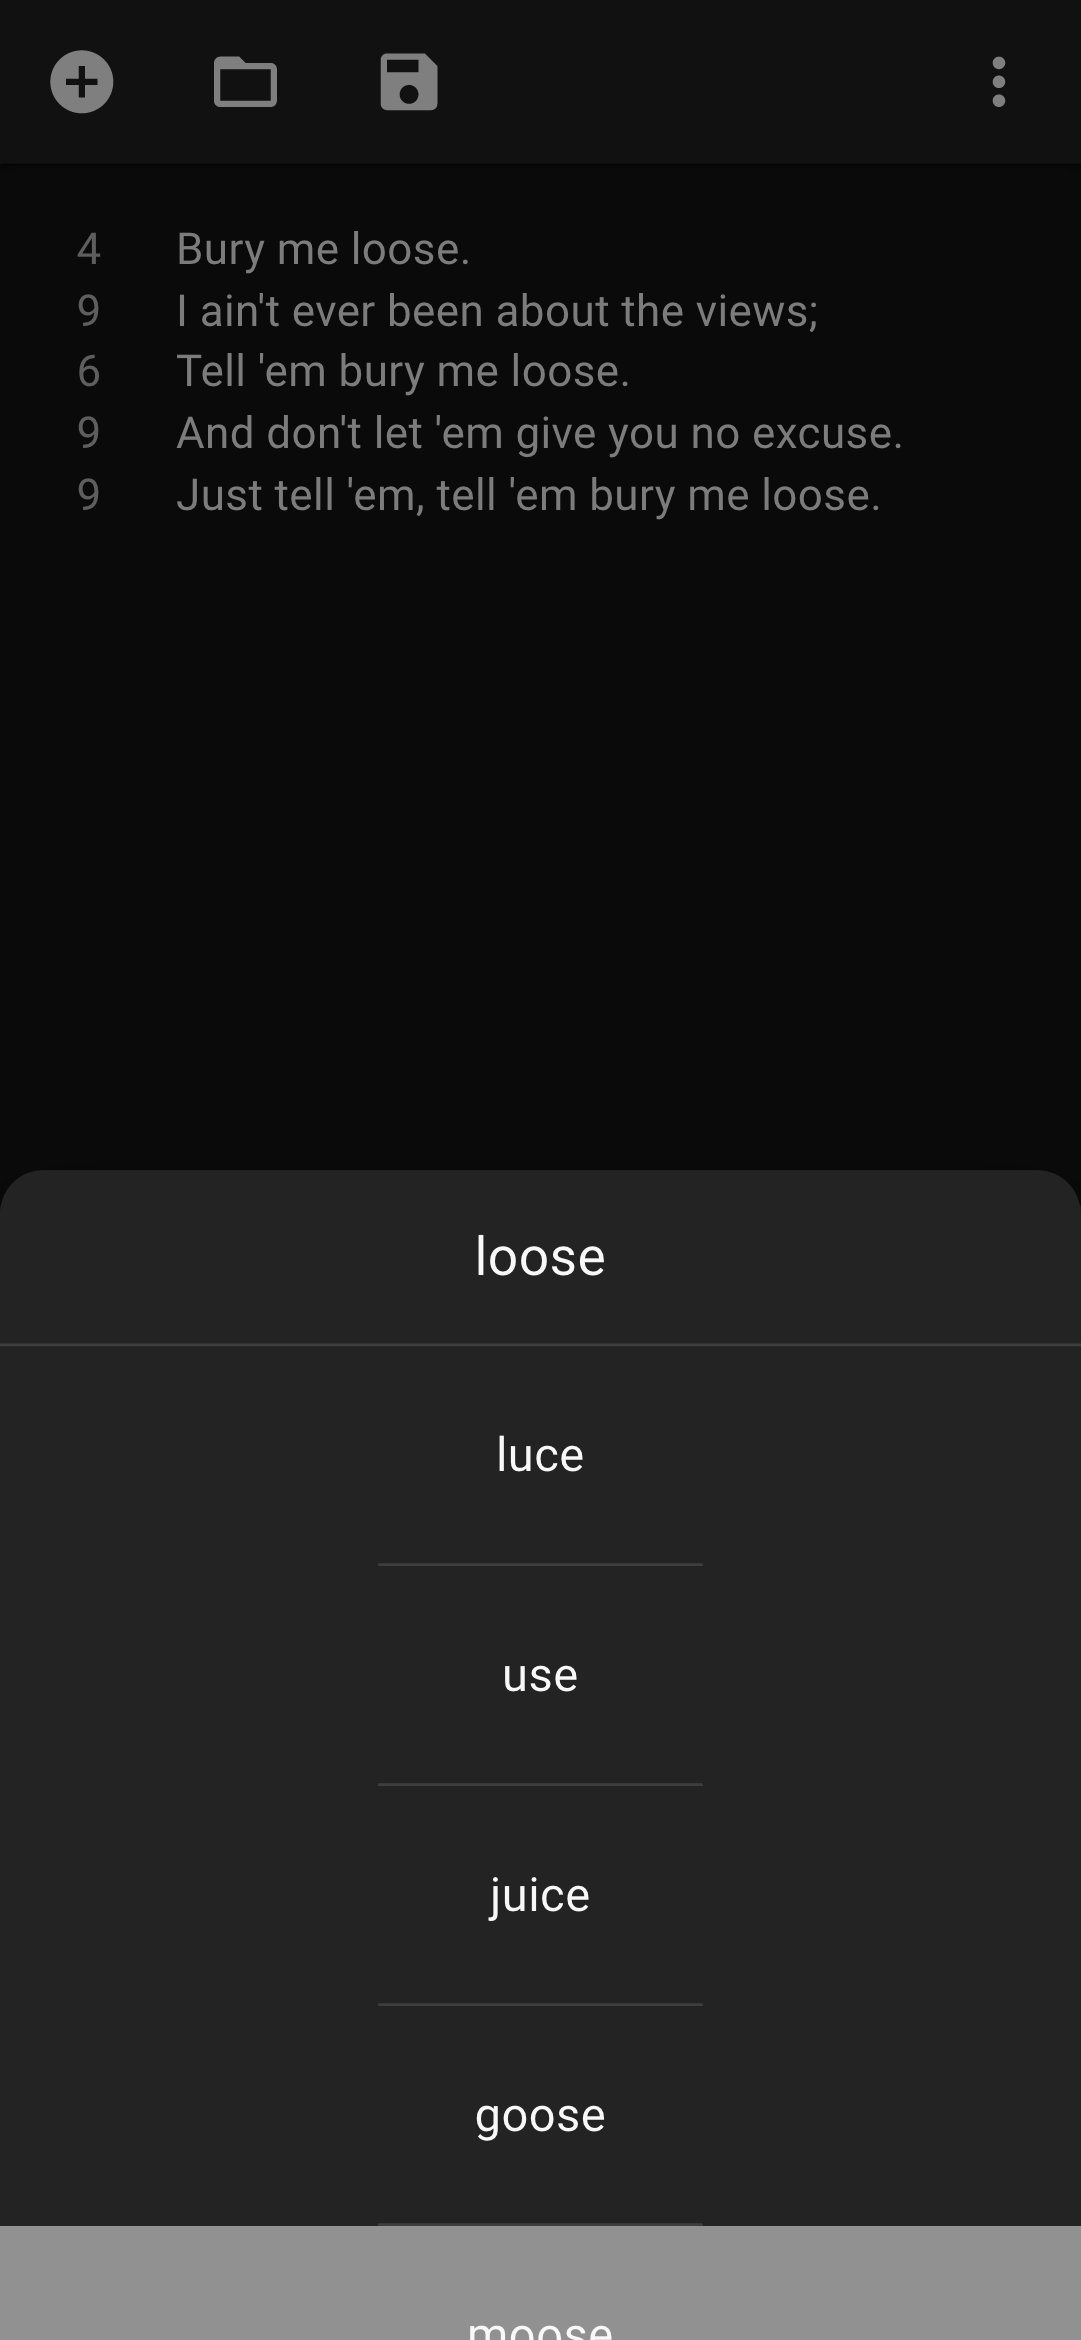 4 Bury me loose.
9 I ain't ever been about the views;
6 Tell 'em bury me loose.
9 And don't let 'em give you no excuse.
9 Just tell 'em, tell 'em bury me loose.
loose
luce
use
juice
goose
moose